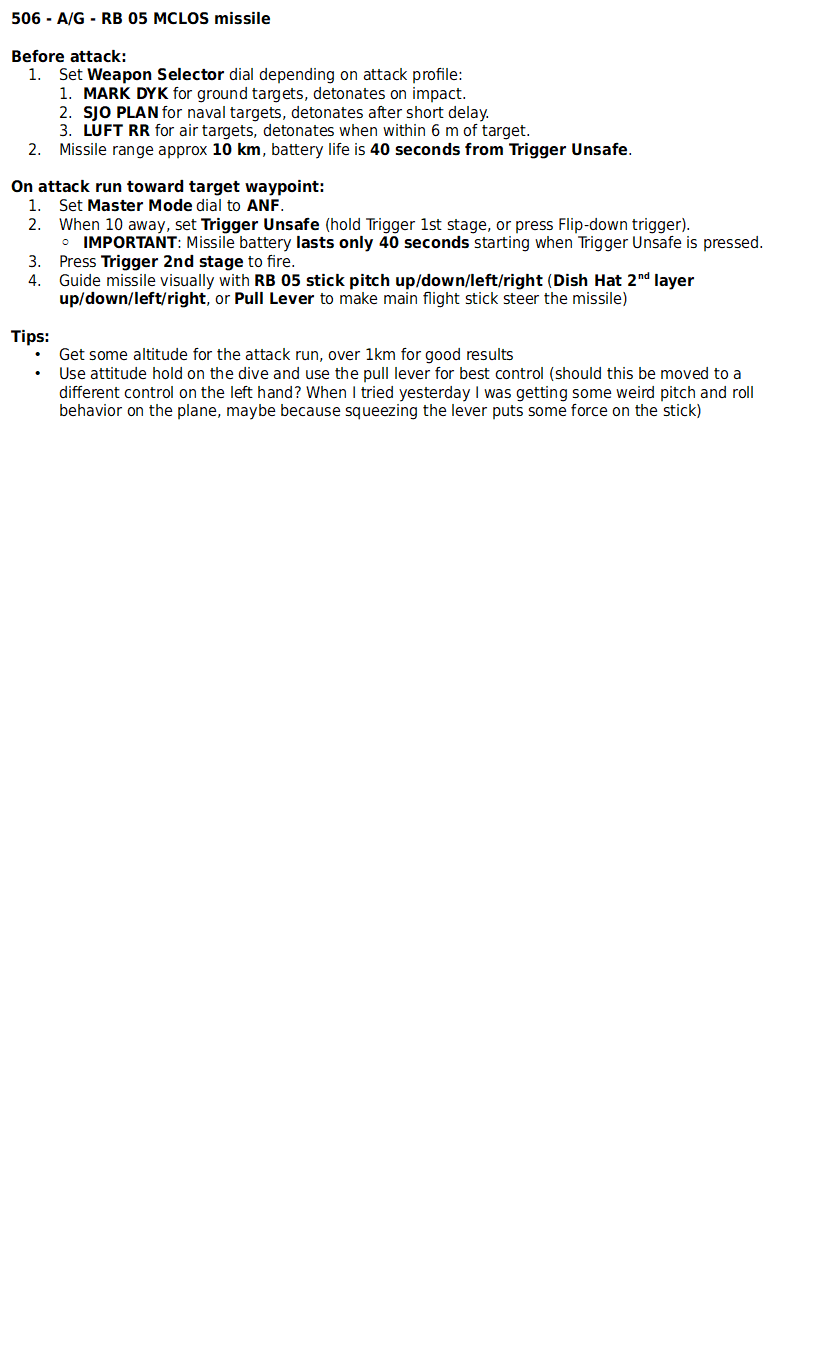 506 - A/G - RB 05 MCLOS missile
Before attack:
1. Set Weapon Selector dial depending on attack profile:
1. MARK DYK for ground targets, detonates on impact.
2. SJO PLAN for naval targets, detonates after short delay.
3. LUFT RR for air targets, detonates when within 6 m of target.
2. Missile range approx 10 km, battery life is 40 seconds from Trigger Unsafe.
On attack run toward target waypoint:
1. Set Master Mode dial to ANF.
2. When 10 away, set Trigger Unsafe (hold Trigger 1st stage, or press Flip-down trigger).
◦ IMPORTANT: Missile battery lasts only 40 seconds starting when Trigger Unsafe is pressed.
3. Press Trigger 2nd stage to fire.
4. Guide missile visually with RB 05 stick pitch up/down/left/right (Dish Hat 2nd layer
up/down/left/right, or Pull Lever to make main flight stick steer the missile)
Tips:
• Get some altitude for the attack run, over 1km for good results
• Use attitude hold on the dive and use the pull lever for best control (should this be moved to a
different control on the left hand? When I tried yesterday I was getting some weird pitch and roll
behavior on the plane, maybe because squeezing the lever puts some force on the stick)